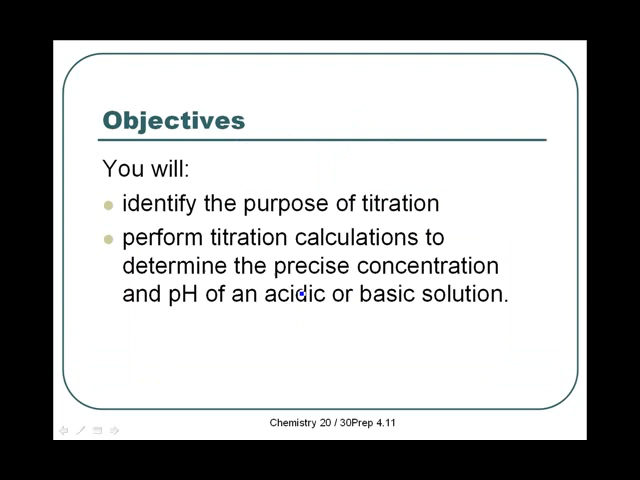 Objectives
You will:
identify the purpose of titration
perform titration calculations to
determine the precise concentration
and pH of an acidic or basic solution.
Chemistry 20 / 30Prep 4.11